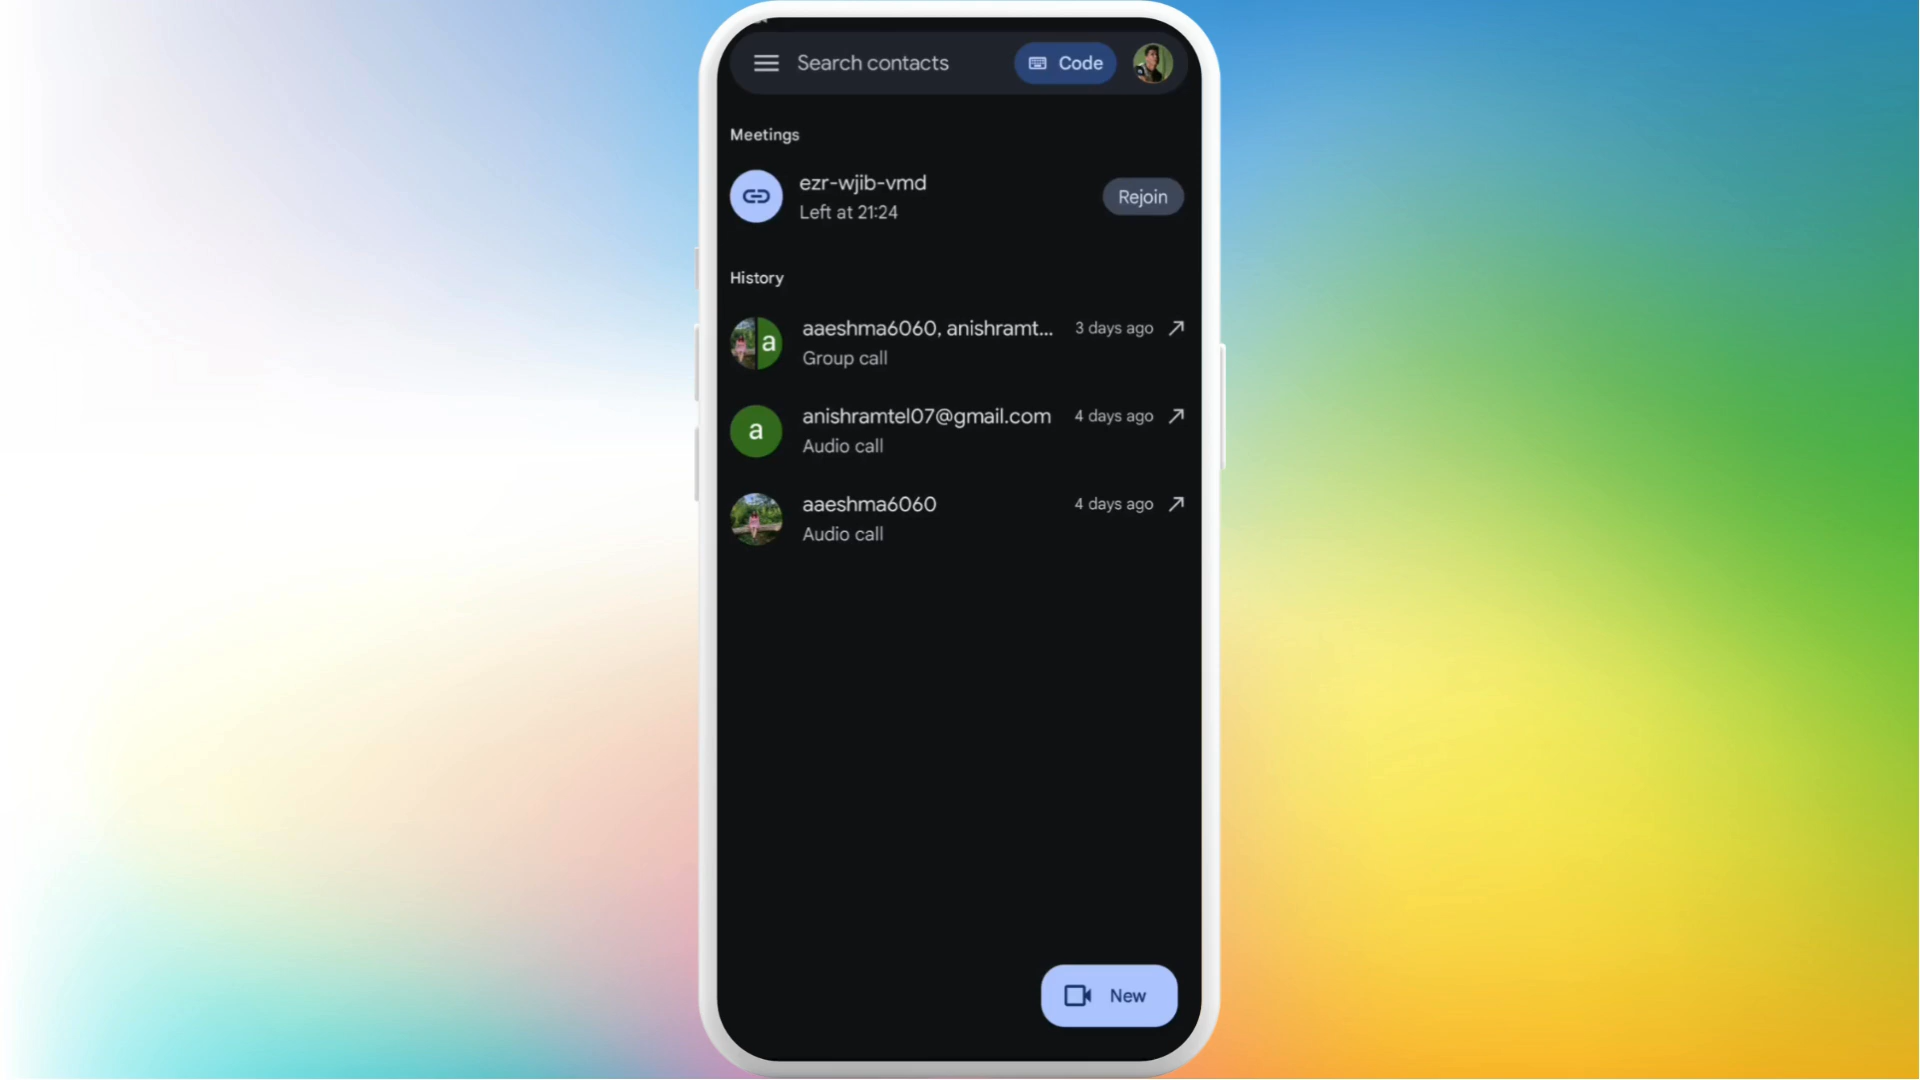 Search contacts
Code
Meetings
ezr-wjib-vmd
Left at 21:24
Rejoin
History
a
aaeshma6060, anishramt... 3 days ago
Group call
a
anishramtel07@gmail.com 4 days ago
Audio call
aaeshma6060 4 days ago
Audio call
New